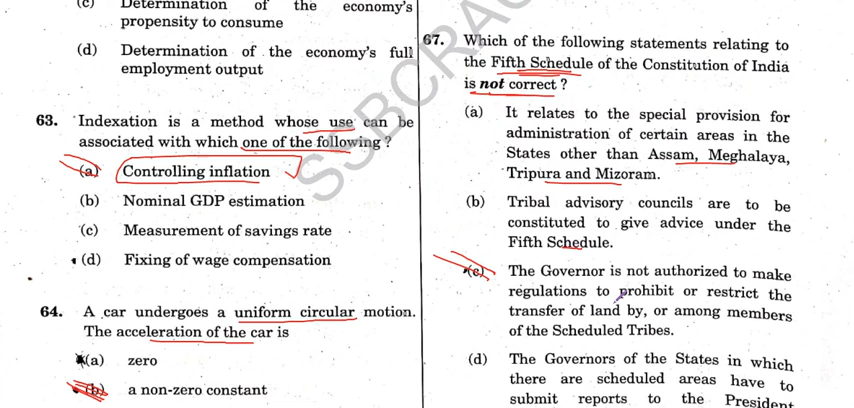 (c) Determination of the economy's
propensity to consume
(d) Determination of the economy's full
employment output
63. Indexation is a method whose use can be
associated with which one of the following ?
(a) Controlling inflation
(b) Nominal GDP estimation
(c) Measurement of savings rate
(d) Fixing of wage compensation
64. A car undergoes a uniform circular motion.
The acceleration of the car is
(a) zero
(b) a non-zero constant
67. Which of the following statements relating to
the Fifth Schedule of the Constitution of India
is not correct ?
(a) It relates to the special provision for
administration of certain areas in the
States other than Assam, Meghalaya,
Tripura and Mizoram.
(b) Tribal advisory councils are to be
constituted to give advice under the
Fifth Schedule.
(c) The Governor is not authorized to make
regulations to prohibit or restrict the
transfer of land by, or among members
of the Scheduled Tribes.
(d) The Governors of the States in which
there are scheduled areas have to
submit reports to the President
SSBCRAC